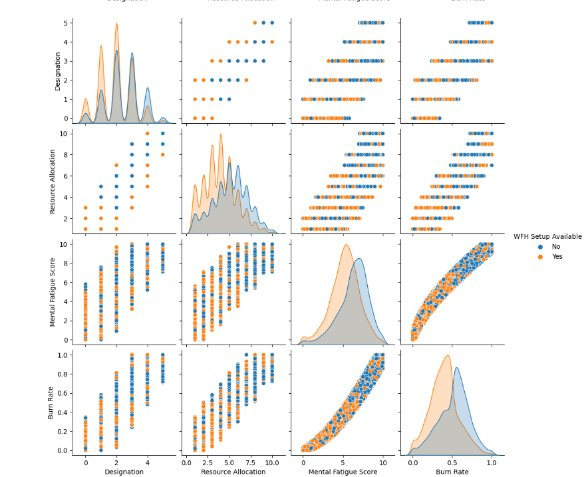 5
4
3
2
1
0
Designation
10
8
6
4
2
Resource Allocation
10
8
6
4
2
0
Mental Fatigue Score
1.0
0.8
0.6
0.4
0.2
0.0
Burn Rate
0 2 4
0.0 2.5 5.0 7.5 10.0
0 5 10
0.0 0.5 1.0
Designation Resource Allocation Mental Fatigue Score Burn Rate
WFH Setup Available
No
Yes